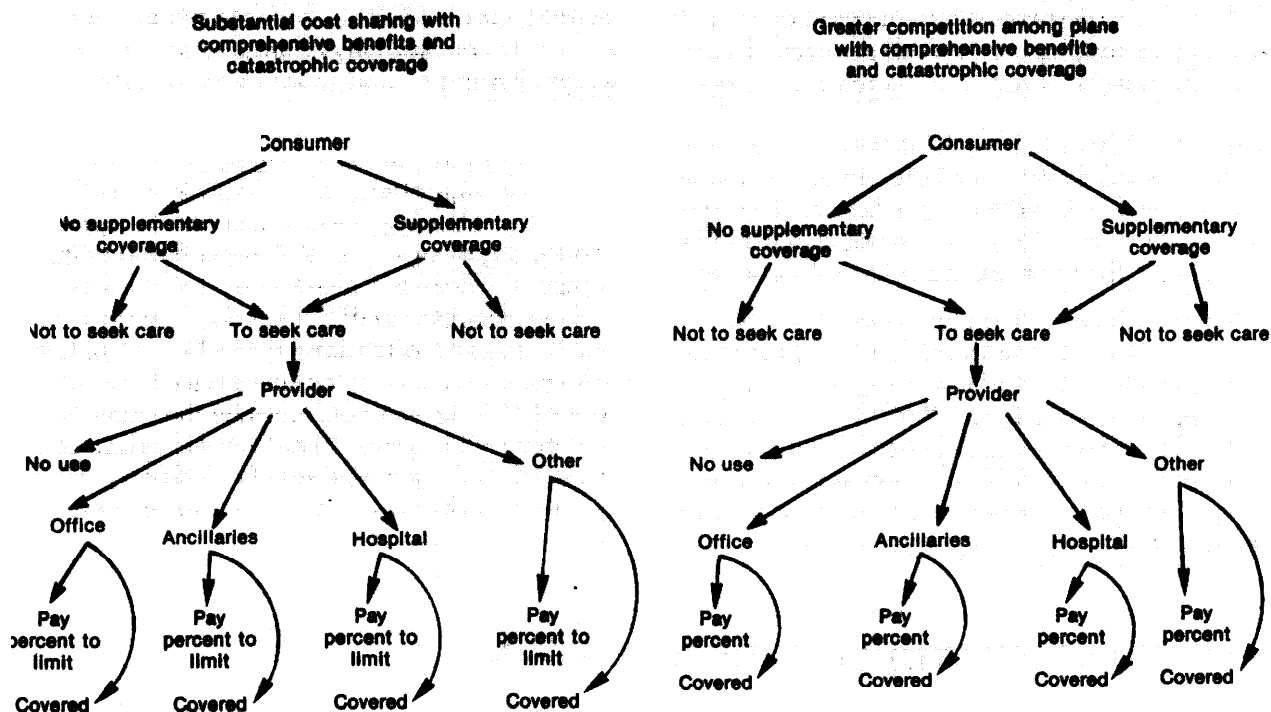 Substantial cost sharing with
comprehensive benefits and
catastrophic coverage
Consumer
No supplementary
coverage
Supplementary
coverage
Not to seek care
To seek care
Not to seek care
Provider
No use
Other
Office
Ancillaries
Hospital
Pay
percent to
limit
Pay
percent to
limit
Pay
percent to
limit
Pay
percent to
limit
Covered
Covered
Covered
Covered
Greater competition among plans
with comprehensive benefits
and catastrophic coverage
Consumer
No supplementary
coverage
Supplementary
coverage
Not to seek care
To seek care
Not to seek care
Provider
No use
Other
Office
Ancillaries
Hospital
Pay
percent
Pay
percent
Pay
percent
Pay
percent
Covered
Covered
Covered
Covered